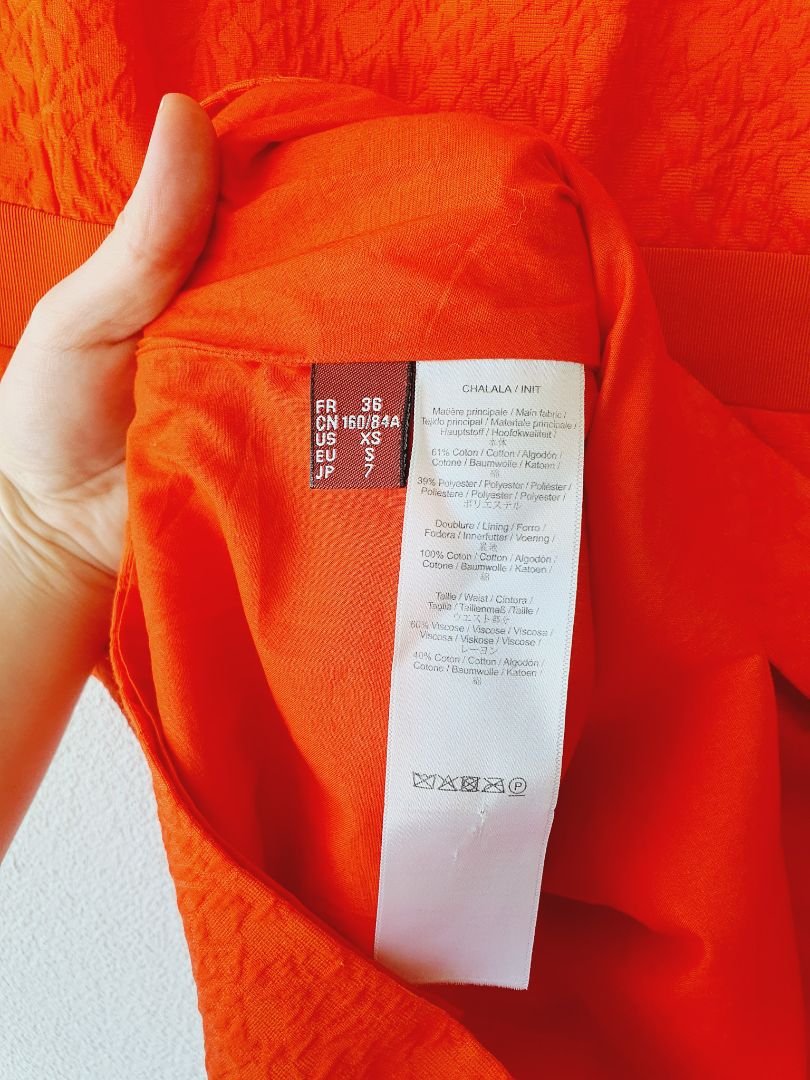 FR 36
CN 160/84A
US XS
EU S
JP 7
CHALALA / INIT
Matière principale / Main fabric /
Tejido principal / Materiale principale /
Hauptstoff / Hoofdkwaliteit /
本体
61% Coton / Cotton / Algodón /
Cotone / Baumwolle / Katoen /
綿
39% Polyester / Polyester / Poliéster /
Poliestere / Polyester / Polyester /
ポリエステル
Doublure / Lining / Forro /
Fodera / Innenfutter / Voering /
裏地
100% Coton / Cotton / Algodón /
Cotone / Baumwolle / Katoen /
綿
Taille / Waist / Cintura /
Taglia / Taillenmaß /Taille /
ウエスト部分
60% Viscose / Viscose / Viscosa /
Viscosa / Viskose / Viscose /
レーヨン
40% Coton / Cotton / Algodón /
Cotone / Baumwolle / Katoen /
綿
P